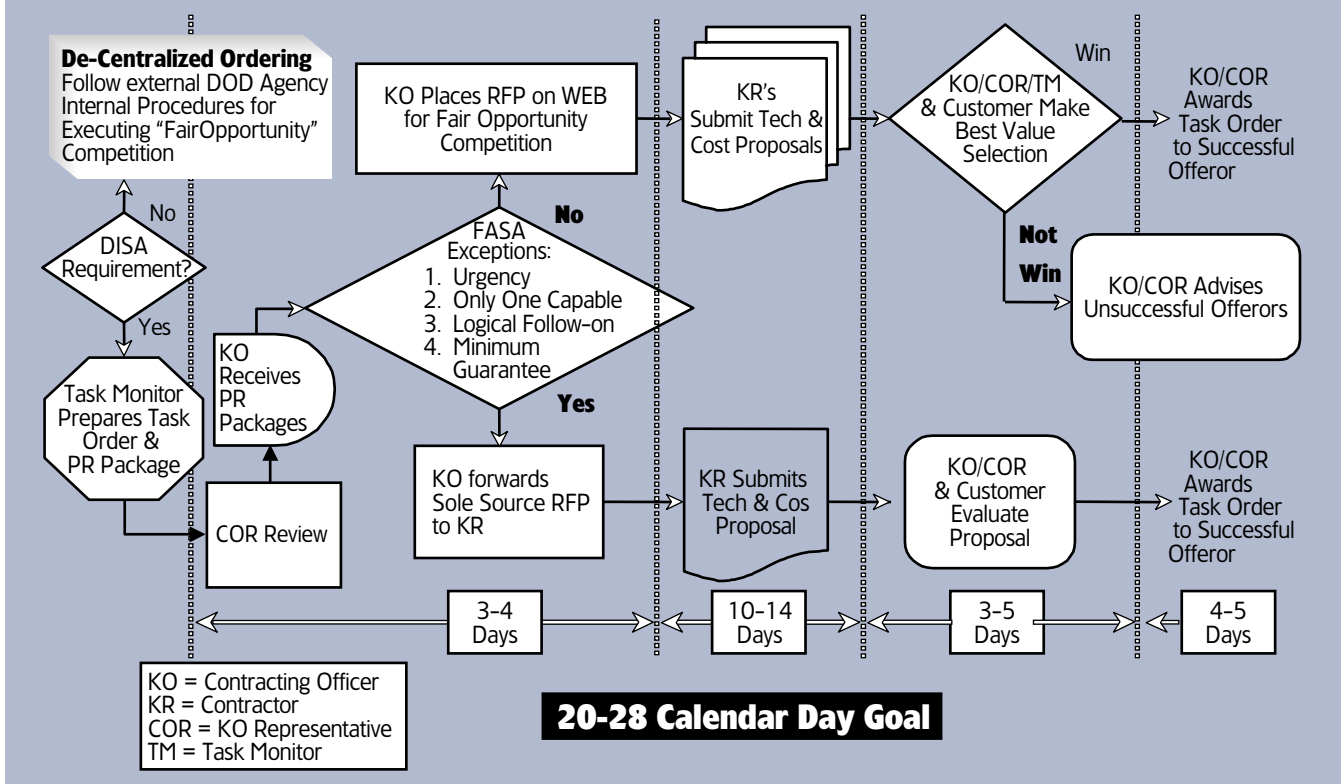 De-Centralized Ordering
Follow external DOD Agency
Internal Procedures for
Executing “FairOpportunity”
Competition
No
DISA
Requirement?
Yes
Task Monitor
Prepares Task
Order &
PR Package
COR Review
KO
Receives
PR
Packages
KO Places RFP on WEB
for Fair Opportunity
Competition
No
FASA
Exceptions:
1. Urgency
2. Only One Capable
3. Logical Follow-on
4. Minimum
Guarantee
Yes
KO forwards
Sole Source RFP
to KR
KR's
Submit Tech &
Cost Proposals
KR Submits
Tech & Cos
Proposal
KO/COR/TM
& Customer Make
Best Value
Selection
Win
Not
Win
KO/COR
Awards
Task Order
to Successful
Offeror
KO/COR Advises
Unsuccessful Offerors
KO/COR
& Customer
Evaluate
Proposal
KO/COR
Awards
Task Order
to Successful
Offeror
3-4
Days
10-14
Days
3-5
Days
4-5
Days
KO = Contracting Officer
KR = Contractor
COR = KO Representative
TM = Task Monitor
20-28 Calendar Day Goal